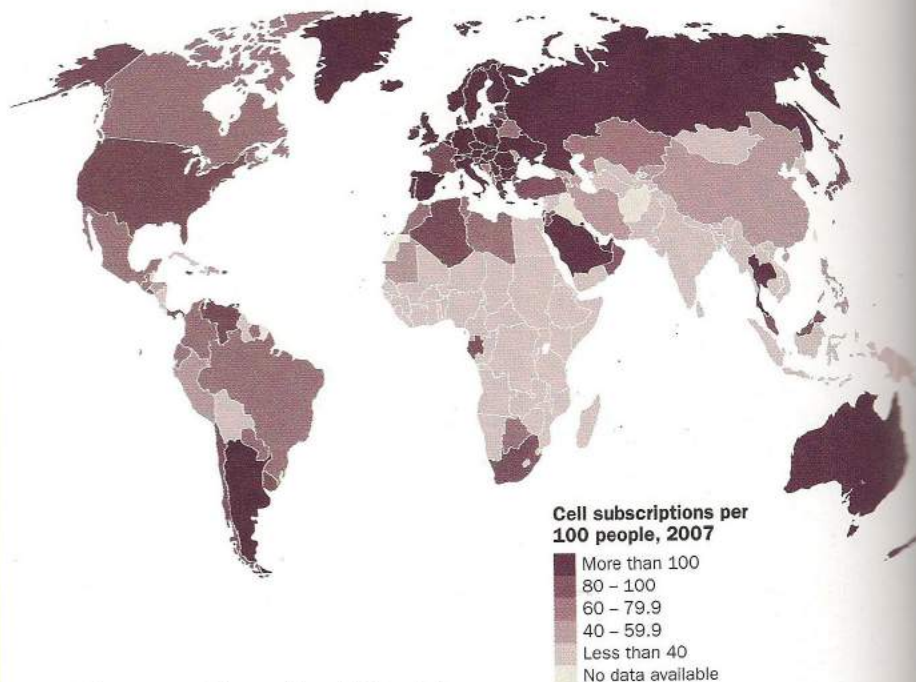 Cell subscriptions per
100 people, 2007
More than 100
80 – 100
60 – 79.9
40 – 59.9
Less than 40
No data available